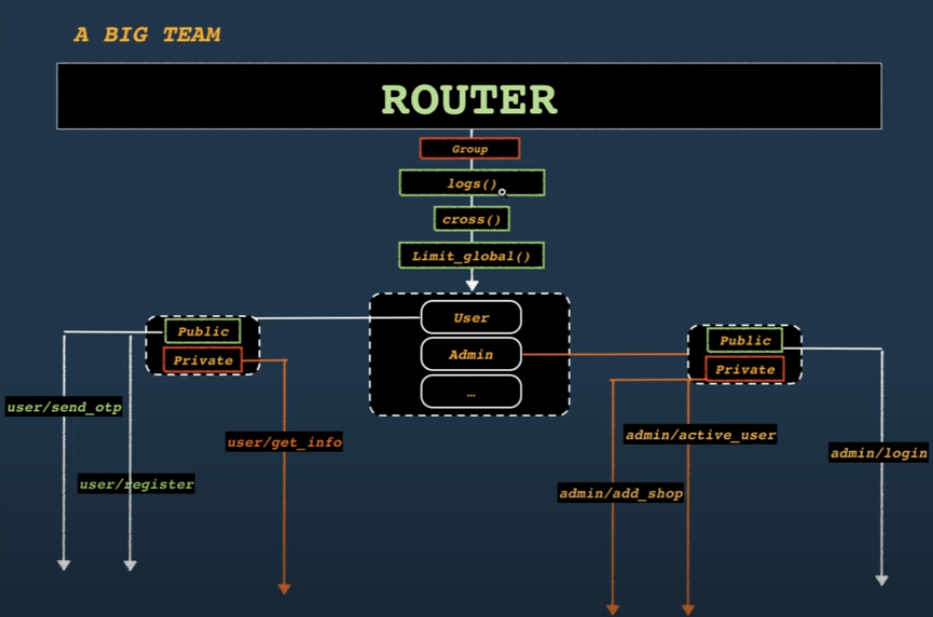 A BIG TEAM
ROUTER
Group
logs()
cross()
Limit_global()
User
Admin
…
Public
Private
user/send_otp
user/register
user/get_info
Public
Private
admin/active_user
admin/add_shop
admin/login